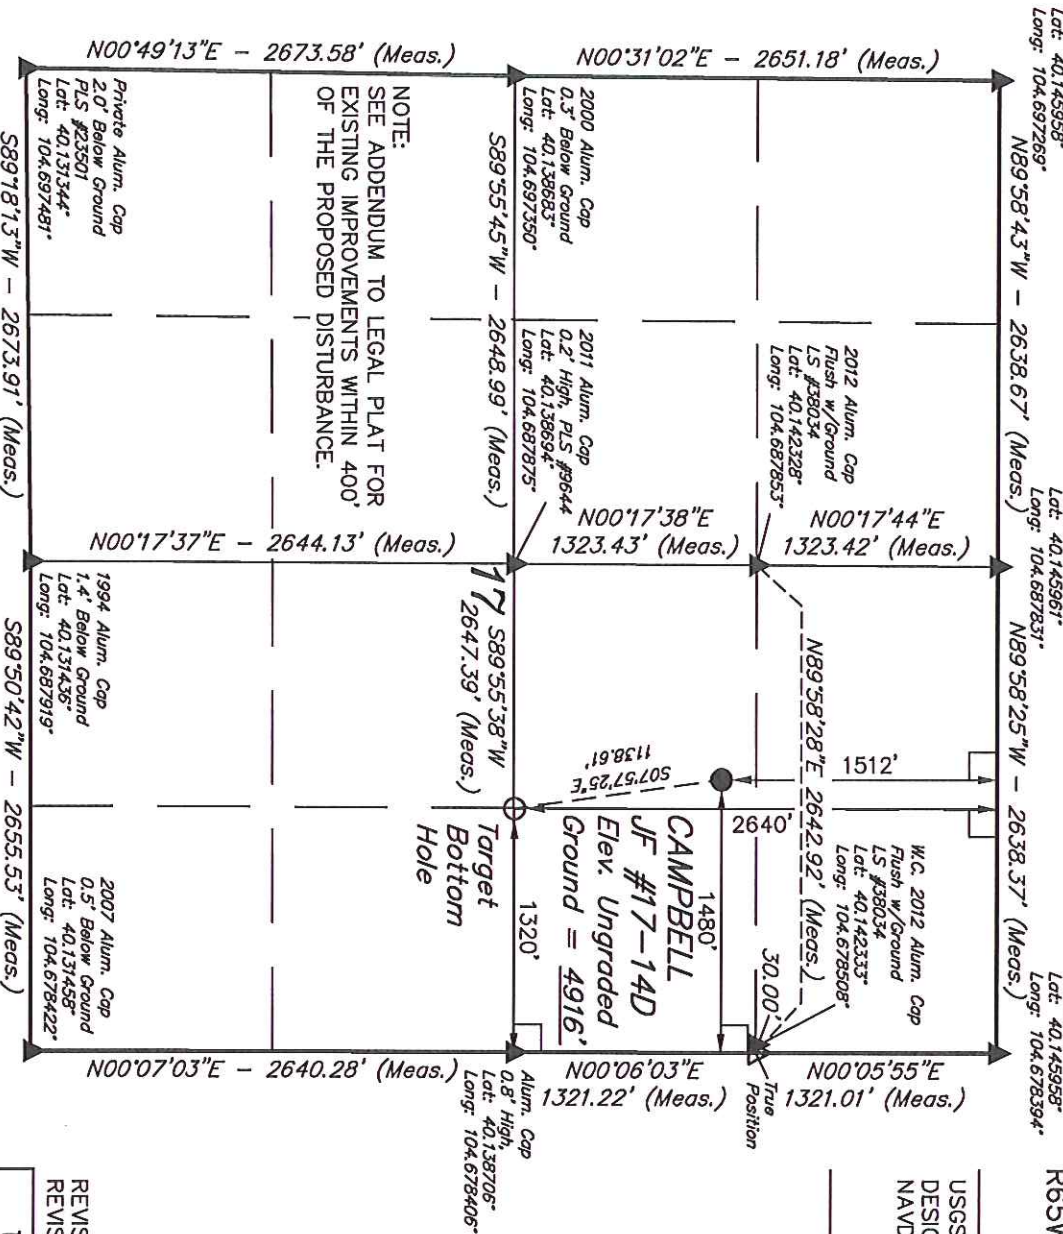 Lat: 40.145958°
Long: 104.697269°
Lat: 40.145961°
Long: 104.687831°
Lat: 40.145958°
Long: 104.678394°
R65W
N89°58'43"W - 2638.67' (Meas.)
N89°58'25"W - 2638.37' (Meas.)
USGS
DESIG
NAVD
N00°49'13"E - 2673.58' (Meas.)
N00°31'02"E - 2651.18' (Meas.)
2012 Alum. Cap
Flush w/Ground
LS #38034
Lat: 40.142328°
Long: 104.687853°
N00°17'44"E
1323.42' (Meas.)
N00°17'38"E
1323.43' (Meas.)
N89°58'28"E 2642.92' (Meas.)
1512'
2640'
W.C. 2012 Alum. Cap
Flush w/Ground
LS #38034
Lat: 40.142333°
Long: 104.678508°
30.00'
True
Position
N00°05'55"E
1321.01' (Meas.)
N00°06'03"E
1321.22' (Meas.)
2000 Alum. Cap
0.3' Below Ground
Lat: 40.138683°
Long: 104.697350°
2011 Alum. Cap
0.2' High, PLS #9644
Lat: 40.138694°
Long: 104.687875°
S89°55'45"W - 2648.99' (Meas.)
17
S89°55'38"W
2647.39' (Meas.)
S07°57'25"E
1138.61'
1480'
CAMPBELL
JF #17-14D
Elev. Ungraded
Ground = 4916'
1320'
Target
Bottom
Hole
Alum. Cap
0.8' High,
Lat: 40.138706°
Long: 104.678406°
NOTE:
SEE ADDENDUM TO LEGAL PLAT FOR
EXISTING IMPROVEMENTS WITHIN 400'
OF THE PROPOSED DISTURBANCE.
N00°17'37"E - 2644.13' (Meas.)
N00°07'03"E - 2640.28' (Meas.)
Private Alum. Cap
2.0' Below Ground
PLS #23501
Lat: 40.131344°
Long: 104.697481°
1994 Alum. Cap
1.4' Below Ground
Lat: 40.131436°
Long: 104.687919°
2007 Alum. Cap
0.5' Below Ground
Lat: 40.131458°
Long: 104.678422°
S89°18'13"W - 2673.91' (Meas.)
S89°50'42"W - 2655.53' (Meas.)
REVIS
REVIS